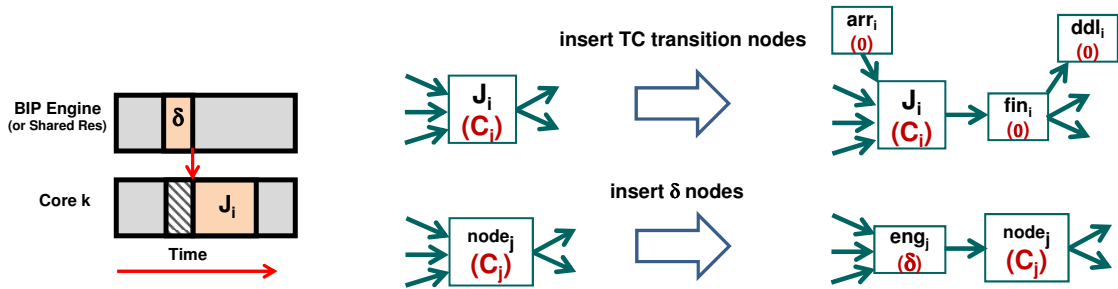 BIP Engine
(or Shared Res)
δ
Core k
Jᵢ
Time
insert TC transition nodes
Jᵢ
(Cᵢ)
arrᵢ
(0)
Jᵢ
(Cᵢ)
finᵢ
(0)
ddlᵢ
(0)
insert δ nodes
nodeⱼ
(Cⱼ)
engⱼ
(δ)
nodeⱼ
(Cⱼ)